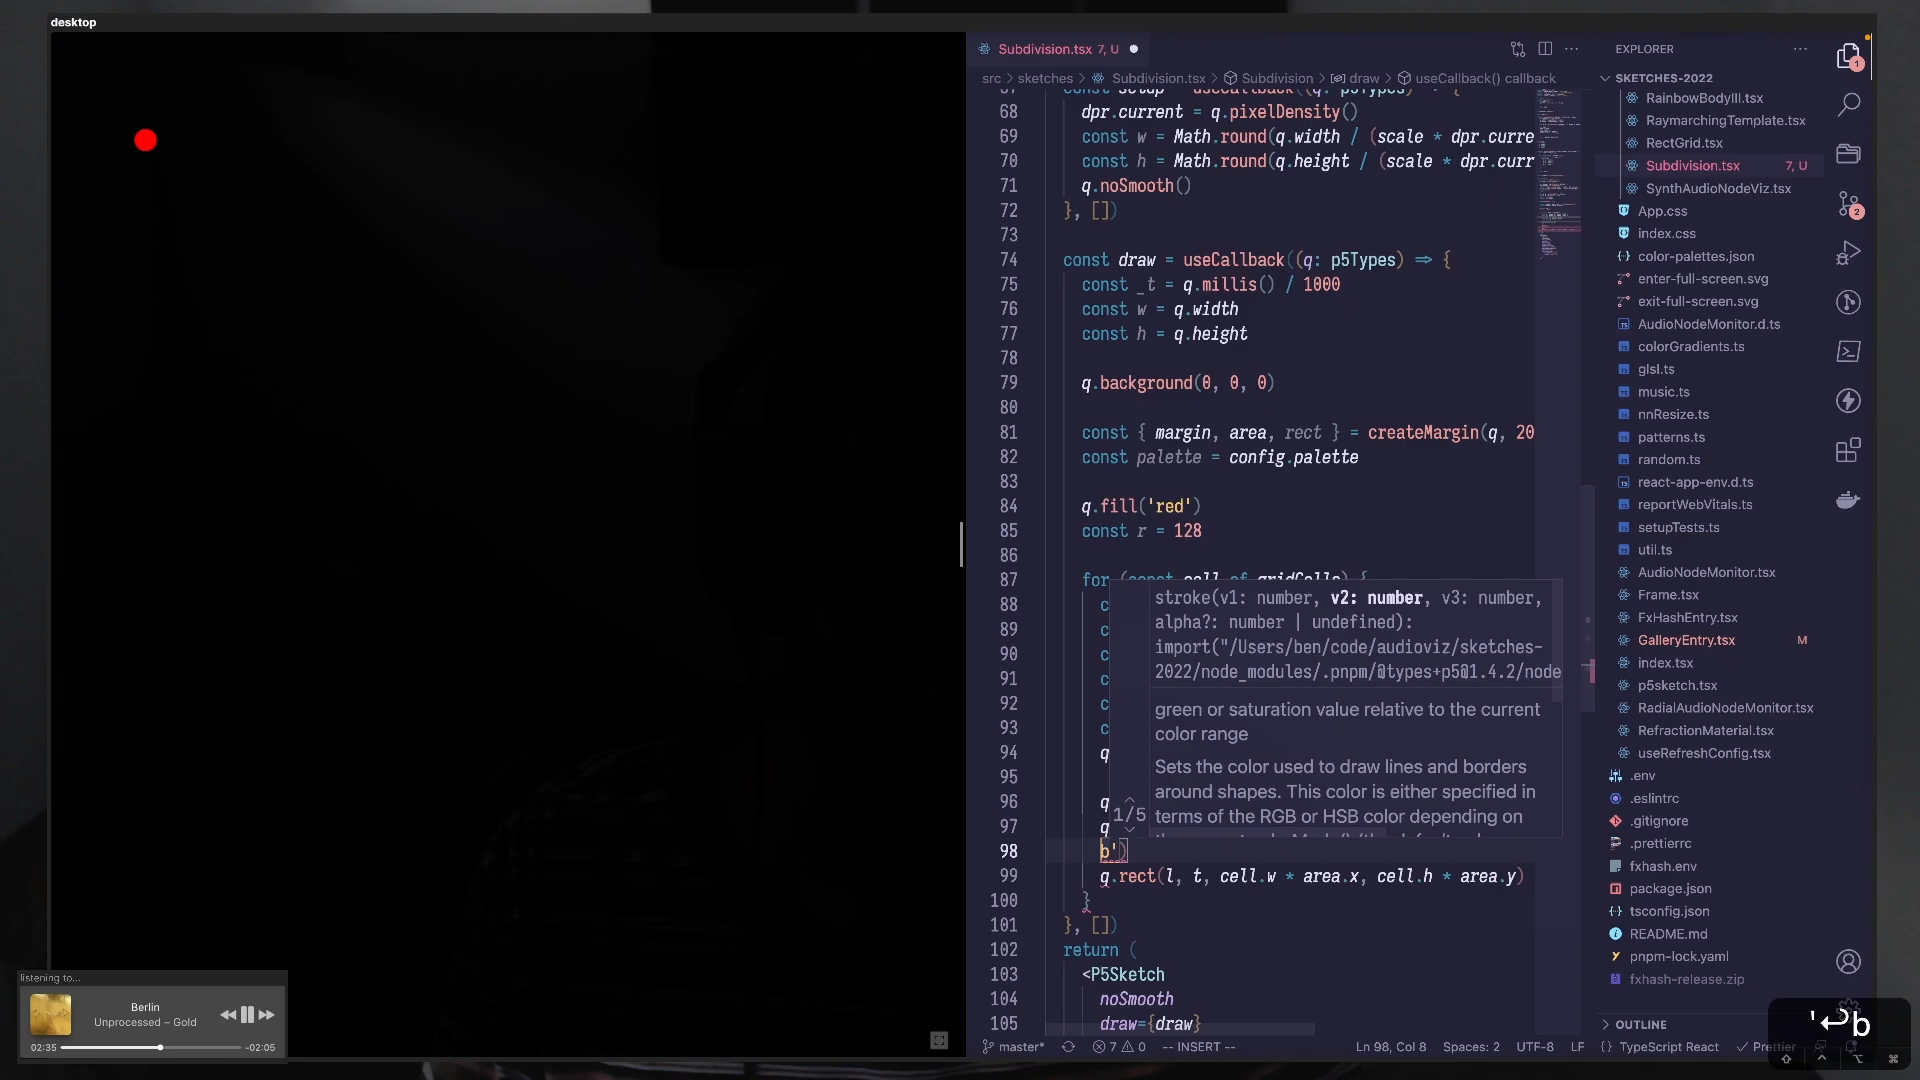 desktop
Subdivision.tsx 7, U
src > sketches > Subdivision.tsx > Subdivision > draw > useCallback() callback
68 dpr.current = q.pixelDensity()
69 const w = Math.round(q.width / (scale * dpr.curre
70 const h = Math.round(q.height / (scale * dpr.curr
71 q.noSmooth()
72 }, [])
73
74 const draw = useCallback((q: p5Types) => {
75 const _t = q.millis() / 1000
76 const w = q.width
77 const h = q.height
78
79 q.background(0, 0, 0)
80
81 const { margin, area, rect } = createMargin(q, 20
82 const palette = config.palette
83
84 q.fill('red')
85 const r = 128
86
87 for (const cell of gridCells) {
88 c
89 c
90 c
91 c
92 c
93 c
94 q
95
96 q
97 q
98 b')
99 q.rect(l, t, cell.w * area.x, cell.h * area.y)
100 }
101 }, [])
102 return (
103 <P5Sketch
104 noSmooth
105 draw={draw}
stroke(v1: number, v2: number, v3: number,
alpha?: number | undefined):
import("/Users/ben/code/audioviz/sketches-
2022/node_modules/.pnpm/@types+p5@1.4.2/node
green or saturation value relative to the current
color range
Sets the color used to draw lines and borders
around shapes. This color is either specified in
1/5
terms of the RGB or HSB color depending on
EXPLORER
SKETCHES-2022
RainbowBodyIII.tsx
RaymarchingTemplate.tsx
RectGrid.tsx
Subdivision.tsx 7, U
SynthAudioNodeViz.tsx
App.css
index.css
color-palettes.json
enter-full-screen.svg
exit-full-screen.svg
AudioNodeMonitor.d.ts
colorGradients.ts
glsl.ts
music.ts
nnResize.ts
patterns.ts
random.ts
react-app-env.d.ts
reportWebVitals.ts
setupTests.ts
util.ts
AudioNodeMonitor.tsx
Frame.tsx
FxHashEntry.tsx
GalleryEntry.tsx M
index.tsx
p5sketch.tsx
RadialAudioNodeMonitor.tsx
RefractionMaterial.tsx
useRefreshConfig.tsx
.env
.eslintrc
.gitignore
.prettierrc
fxhash.env
package.json
tsconfig.json
README.md
pnpm-lock.yaml
fxhash-release.zip
OUTLINE
1
2
listening to...
Berlin
Unprocessed – Gold
02:35
-02:05
master*
7
0
-- INSERT --
Ln 98, Col 8
Spaces: 2
UTF-8
LF
TypeScript React
Prettier
'↩b